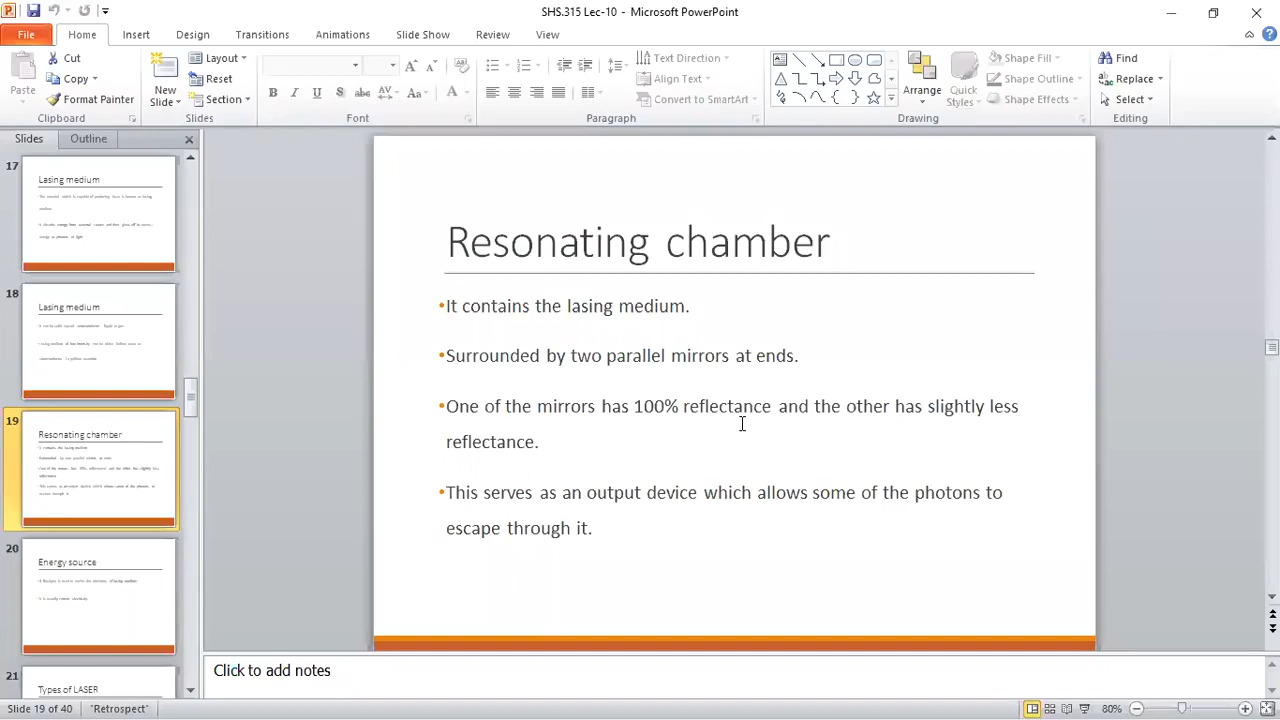 SHS.315 Lec-10 - Microsoft PowerPoint
File Home Insert Design Transitions Animations Slide Show Review View
Paste
Cut
Copy
Format Painter
Clipboard
New Slide
Layout
Reset
Section
Slides
B I U S abc AV Aa A
Font
Text Direction
Align Text
Convert to SmartArt
Paragraph
Arrange
Quick Styles
Shape Fill
Shape Outline
Shape Effects
Drawing
Find
Replace
Select
Editing
Slides Outline
17
Lasing medium
18
Lasing medium
19
Resonating chamber
20
Energy source
21
Types of LASER
Resonating chamber
•It contains the lasing medium.
•Surrounded by two parallel mirrors at ends.
•One of the mirrors has 100% reflectance and the other has slightly less
reflectance.
•This serves as an output device which allows some of the photons to
escape through it.
Click to add notes
Slide 19 of 40 "Retrospect" 80%